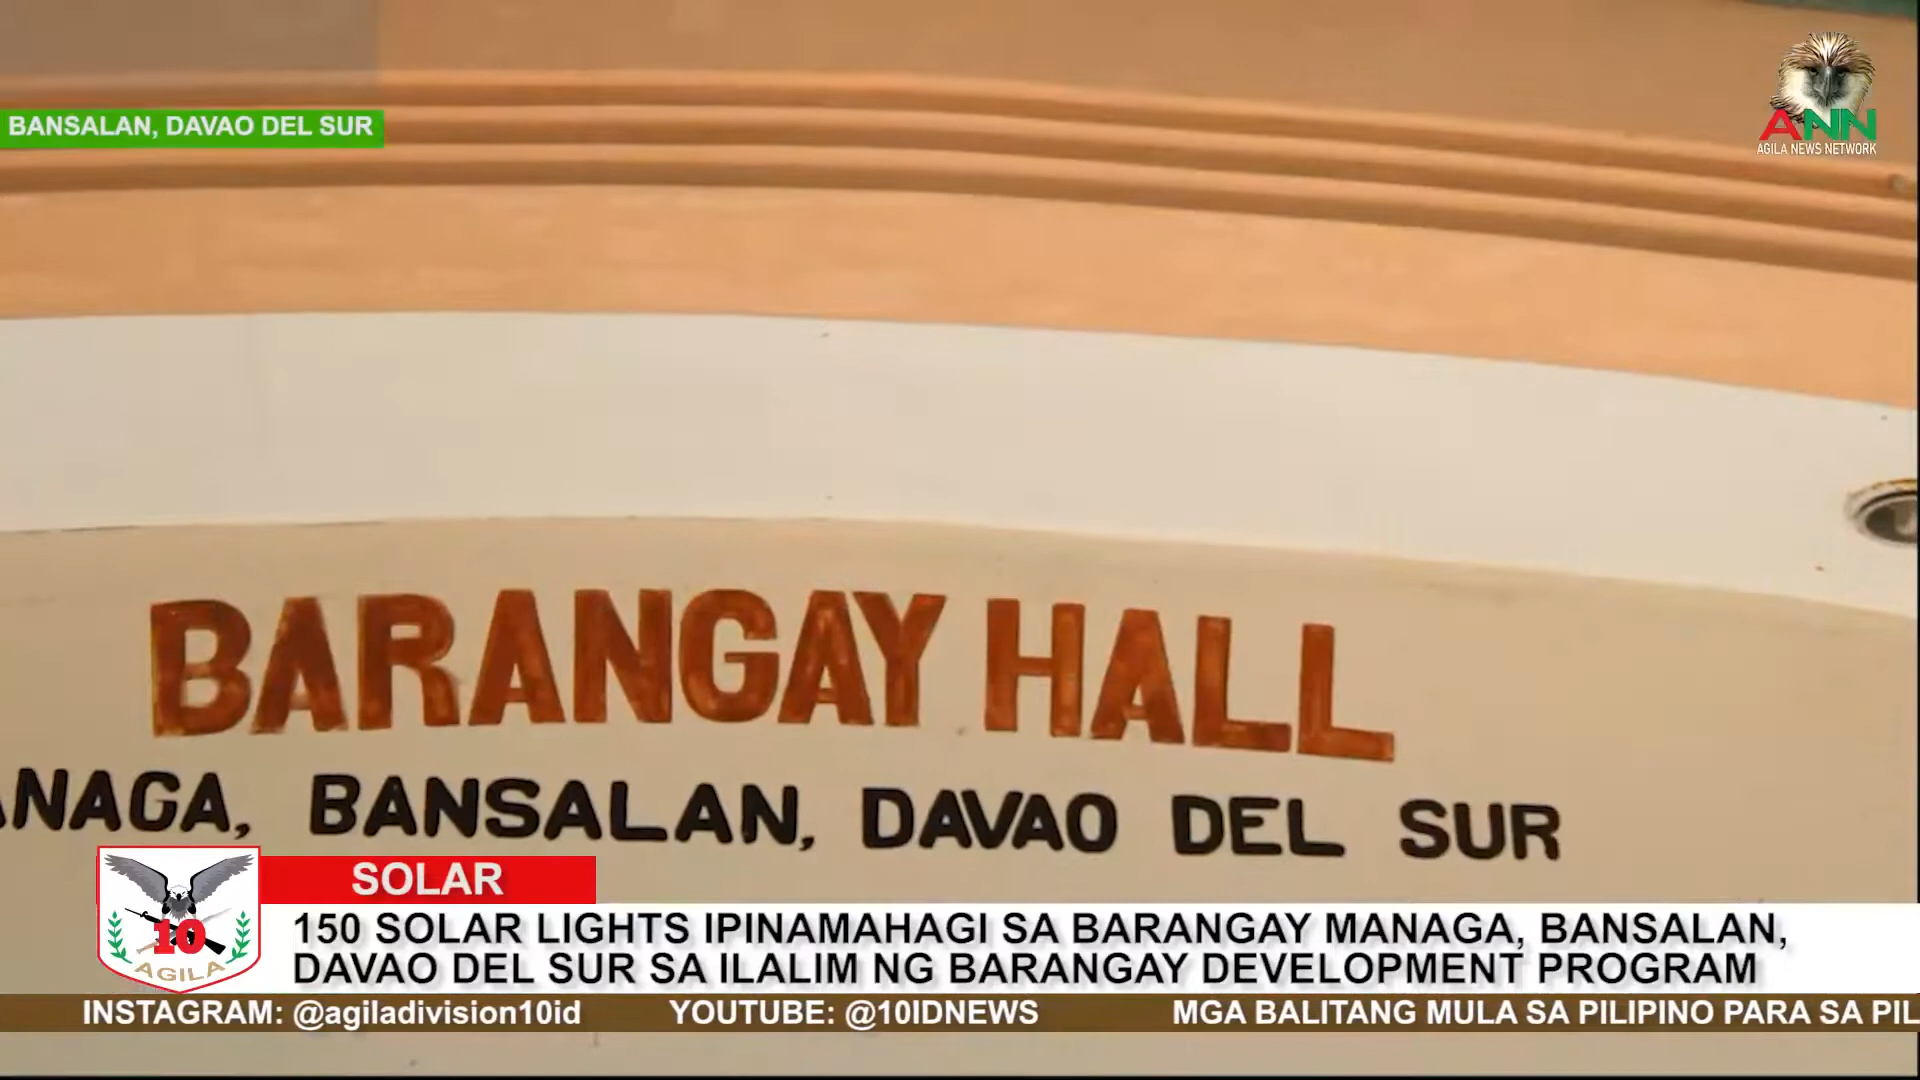 BANSALAN, DAVAO DEL SUR
ANN
AGILA NEWS NETWORK
BARANGAY HALL
ANAGA, BANSALAN, DAVAO DEL SUR
SOLAR
10
AGILA
150 SOLAR LIGHTS IPINAMAHAGI SA BARANGAY MANAGA, BANSALAN,
DAVAO DEL SUR SA ILALIM NG BARANGAY DEVELOPMENT PROGRAM
INSTAGRAM: @agiladivision10id YOUTUBE: @10IDNEWS MGA BALITANG MULA SA PILIPINO PARA SA PIL